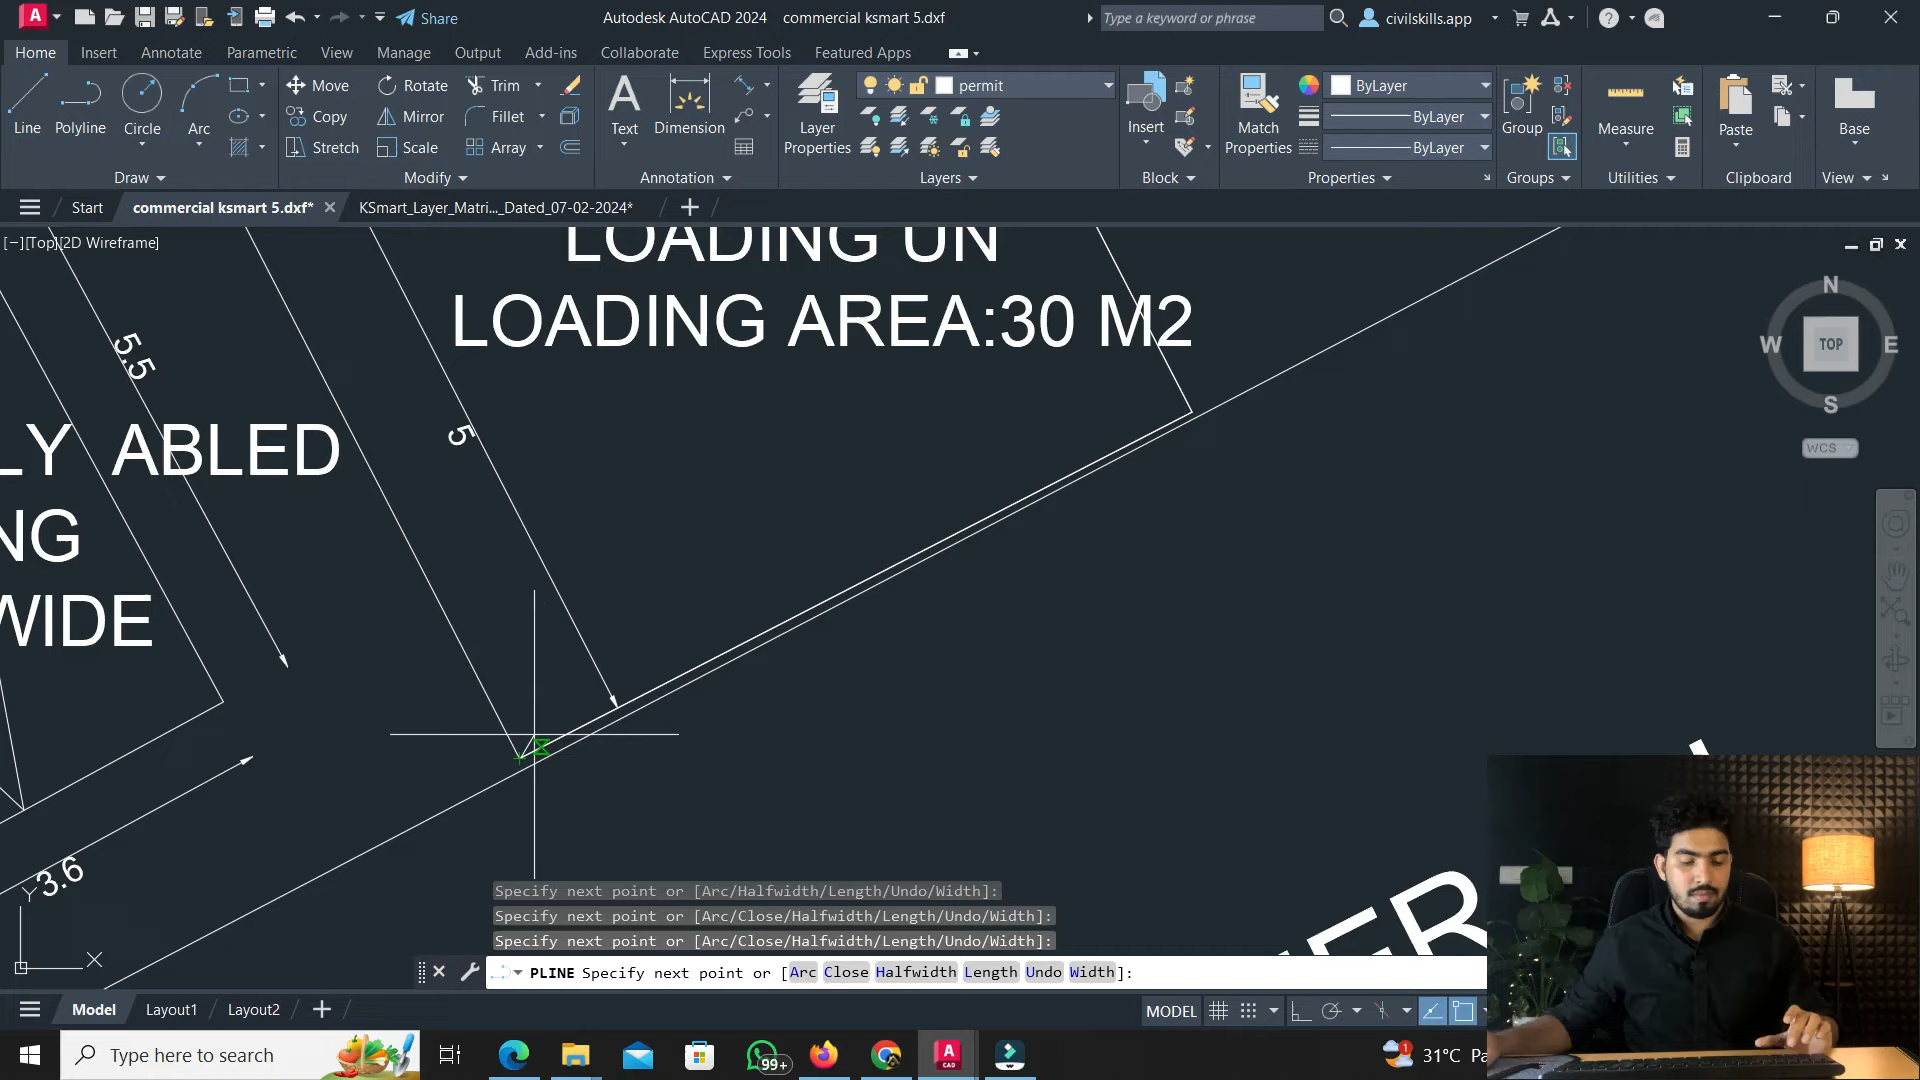 Share
Autodesk AutoCAD 2024 commercial ksmart 5.dxf
Type a keyword or phrase
civilskills.app
Home Insert Annotate Parametric View Manage Output Add-ins Collaborate Express Tools Featured Apps
Line
Polyline
Circle
Arc
Move
Rotate
Trim
Copy
Mirror
Fillet
Stretch
Scale
Array
Text
Dimension
Layer
Properties
permit
Insert
Match
Properties
ByLayer
ByLayer
ByLayer
Group
Measure
Paste
Base
Draw
Modify
Annotation
Layers
Block
Properties
Groups
Utilities
Clipboard
View
Start
commercial ksmart 5.dxf*
KSmart_Layer_Matri..._Dated_07-02-2024*
[−][Top][2D Wireframe]
LOADING UN
LOADING AREA:30 M2
5.5
5
LY ABLED
NG
WIDE
3.6
N
W
TOP
E
S
WCS
Y
X
ER
Specify next point or [Arc/Halfwidth/Length/Undo/Width]:
Specify next point or [Arc/Close/Halfwidth/Length/Undo/Width]:
Specify next point or [Arc/Close/Halfwidth/Length/Undo/Width]:
PLINE Specify next point or [Arc Close Halfwidth Length Undo Width]:
Model
Layout1
Layout2
MODEL
Type here to search
99+
A
CAD
1
31°C